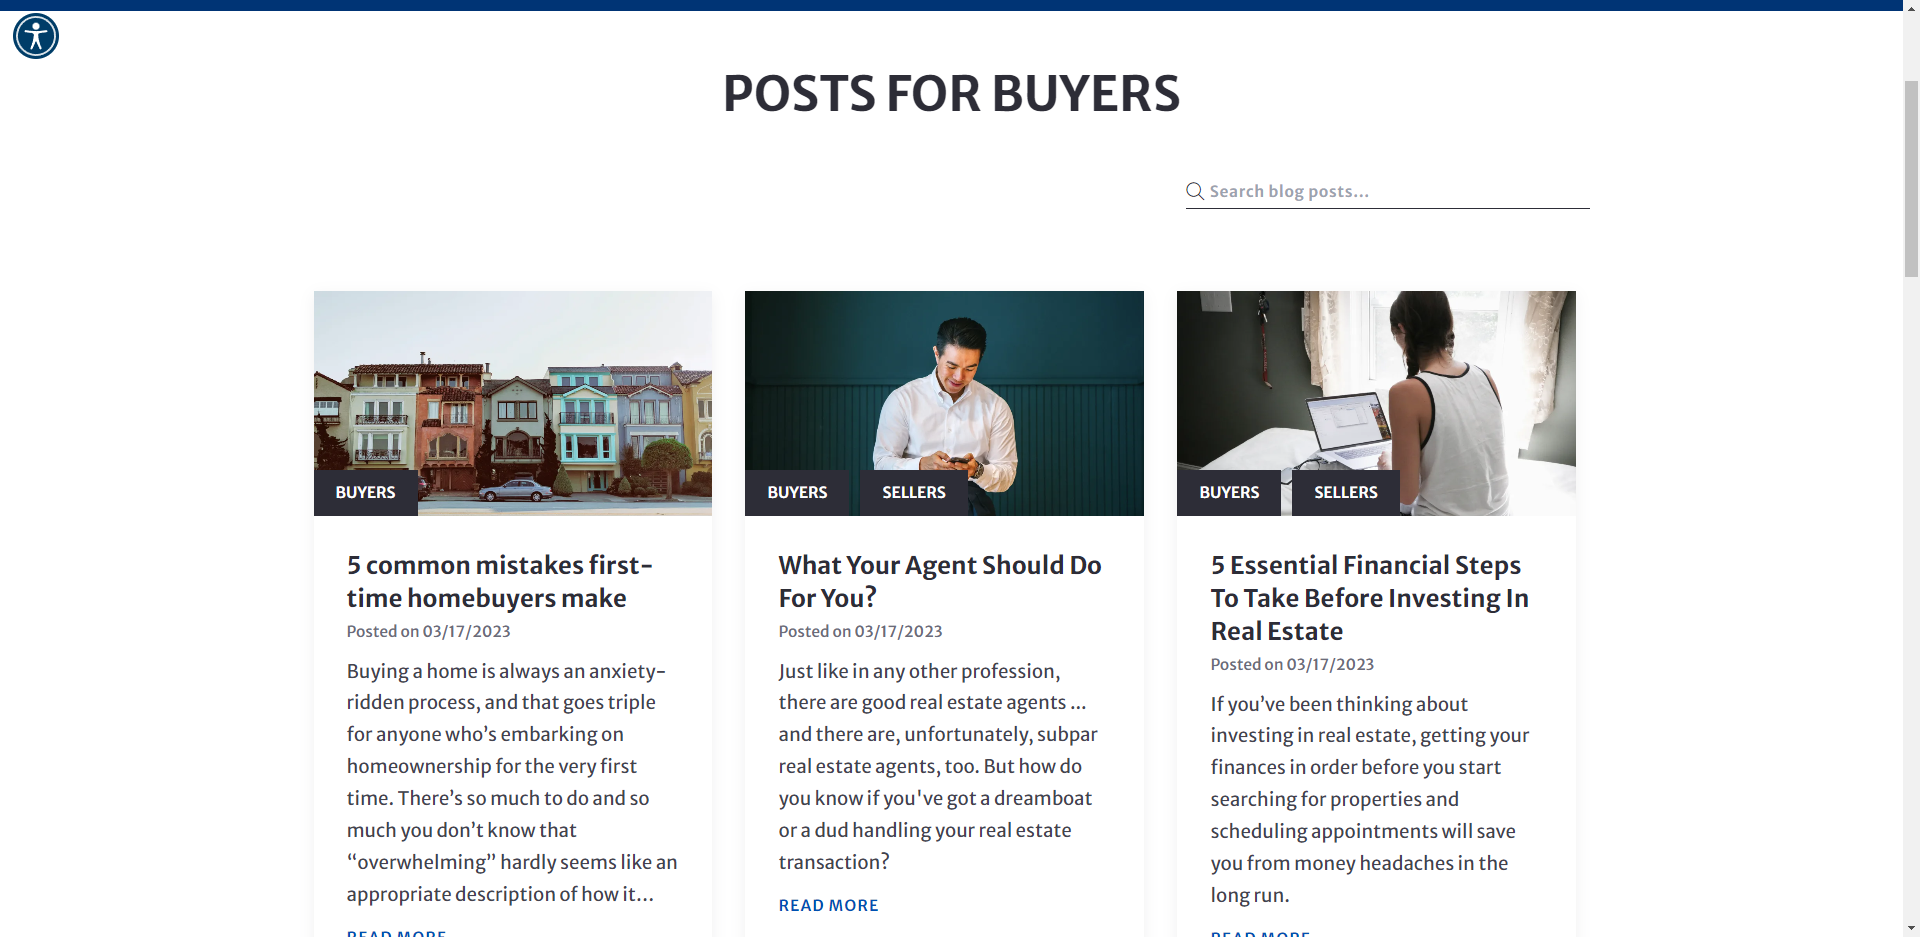 POSTS FOR BUYERS
Search blog posts...
BUYERS
5 common mistakes first-
time homebuyers make
Posted on 03/17/2023
Buying a home is always an anxiety-
ridden process, and that goes triple
for anyone who’s embarking on
homeownership for the very first
time. There’s so much to do and so
much you don’t know that
“overwhelming” hardly seems like an
appropriate description of how it…
READ MORE
BUYERS SELLERS
What Your Agent Should Do
For You?
Posted on 03/17/2023
Just like in any other profession,
there are good real estate agents ...
and there are, unfortunately, subpar
real estate agents, too. But how do
you know if you've got a dreamboat
or a dud handling your real estate
transaction?
READ MORE
BUYERS SELLERS
5 Essential Financial Steps
To Take Before Investing In
Real Estate
Posted on 03/17/2023
If you’ve been thinking about
investing in real estate, getting your
finances in order before you start
searching for properties and
scheduling appointments will save
you from money headaches in the
long run.
READ MORE